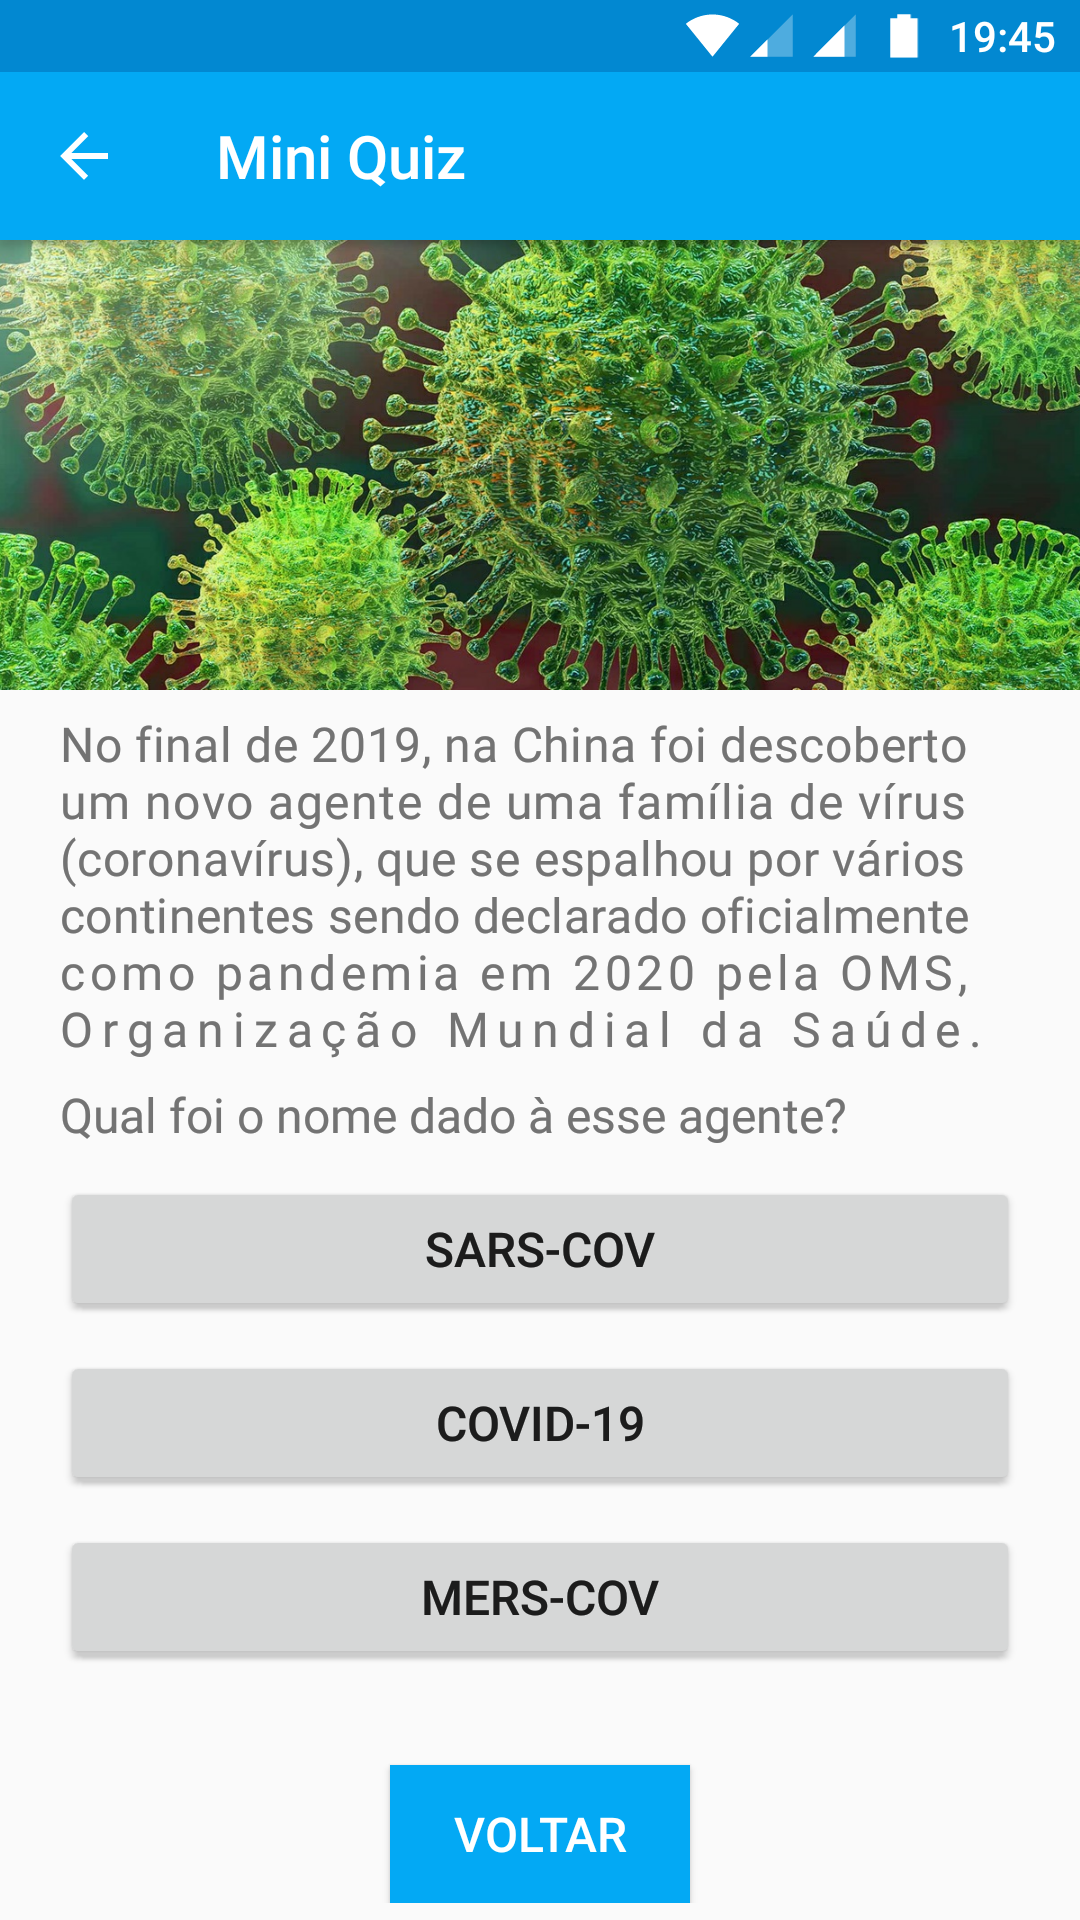 19:45
Mini Quiz
No final de 2019, na China foi descoberto
um novo agente de uma família de vírus
(coronavírus), que se espalhou por vários
continentes sendo declarado oficialmente
como pandemia em 2020 pela OMS,
Organização Mundial da Saúde.
Qual foi o nome dado à esse agente?
SARS-COV
COVID-19
MERS-COV
VOLTAR